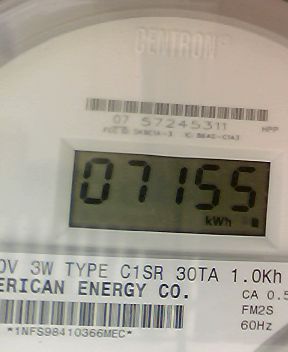 CENTRON
07 57245311
HPP
07155
kWh
0V 3W TYPE C1SR 30TA 1.0Kh
ERICAN ENERGY CO.
CA 0.5
FM2S
*1NFS98410366MEC*
60Hz